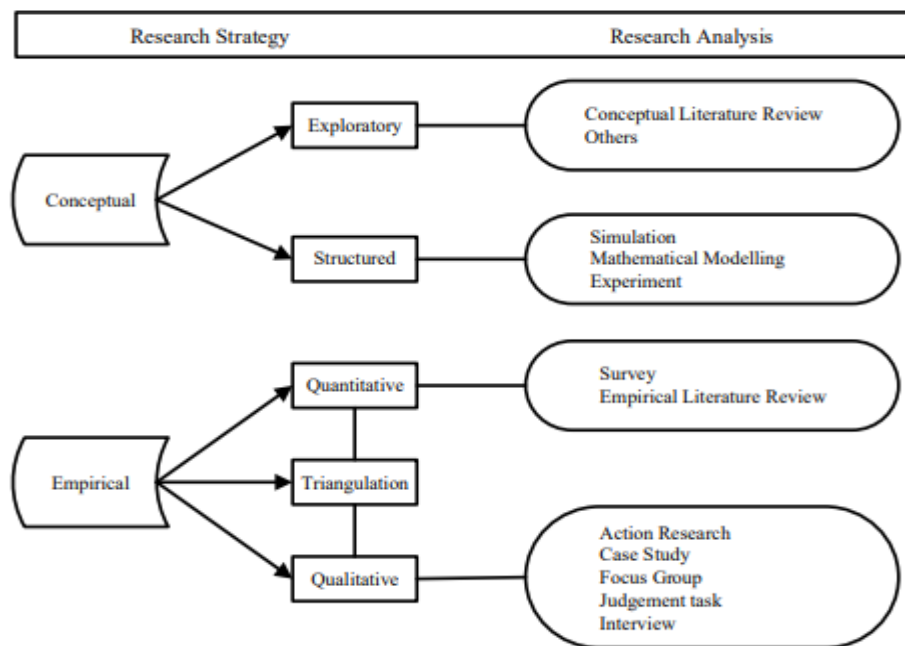 Research Strategy
Research Analysis
Exploratory
Conceptual Literature Review
Others
Conceptual
Structured
Simulation
Mathematical Modelling
Experiment
Quantitative
Survey
Empirical Literature Review
Empirical
Triangulation
Qualitative
Action Research
Case Study
Focus Group
Judgement task
Interview